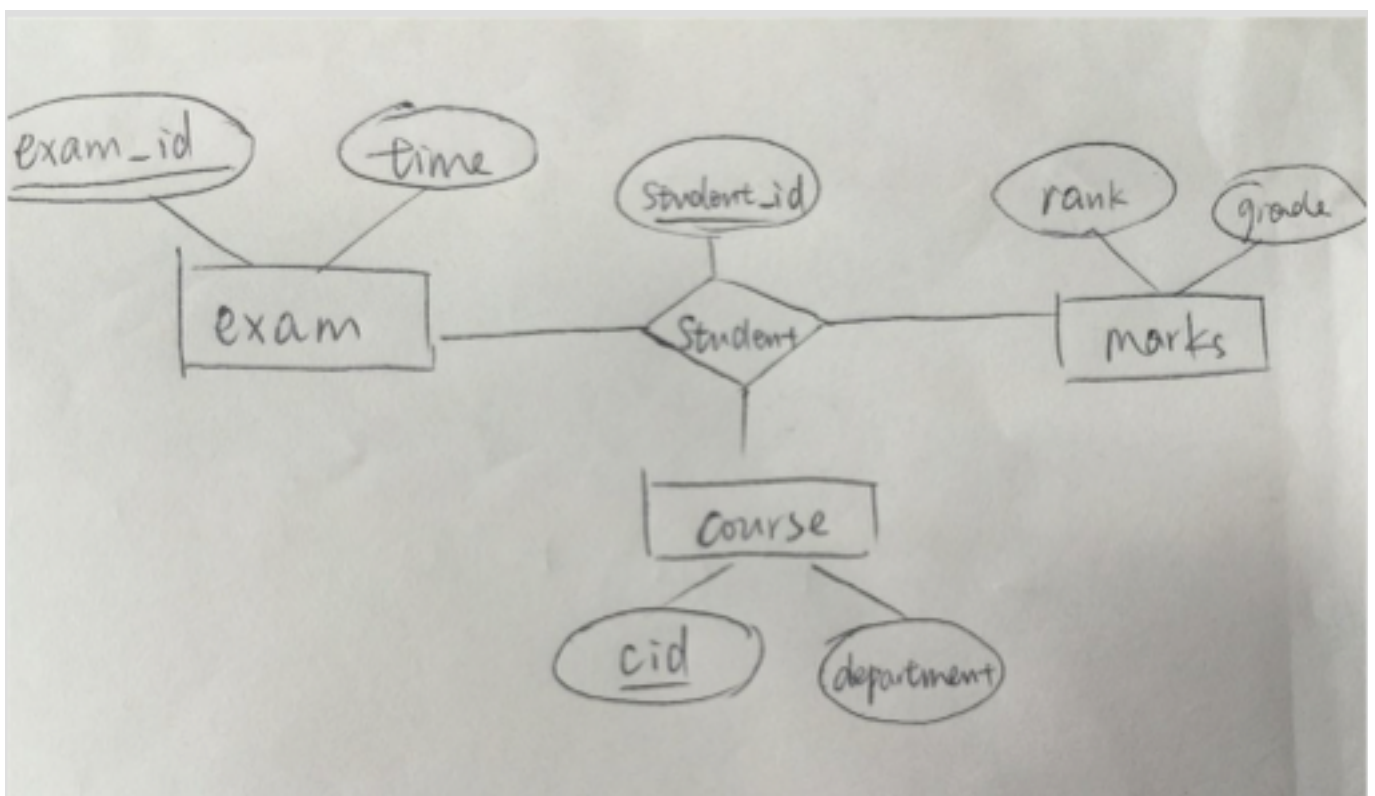 exam_id
time
student_id
rank
grade
exam
Student
marks
course
cid
department